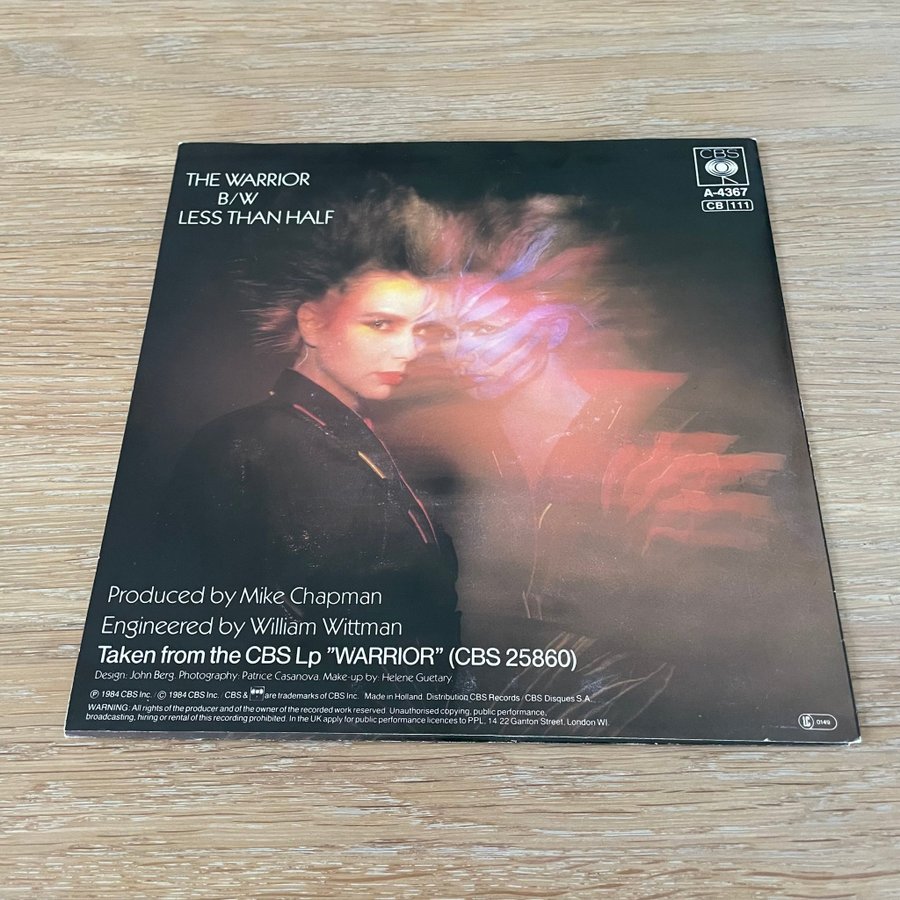 THE WARRIOR
B/W
LESS THAN HALF
CBS
A-4367
CB 111
Produced by Mike Chapman
Engineered by William Wittman
Taken from the CBS Lp "WARRIOR" (CBS 25860)
Design: John Berg. Photography: Patrice Casanova. Make-up by: Helene Guetary
℗ 1984 CBS Inc. / © 1984 CBS Inc. / CBS & are trademarks of CBS Inc. Made in Holland. Distribution CBS Records / CBS Disques S.A.
WARNING: All rights of the producer and of the owner of the recorded work reserved. Unauthorised copying, public performance,
broadcasting, hiring or rental of this recording prohibited. In the UK apply for public performance licences to PPL, 14 22 Ganton Street, London W1.
LC 0149